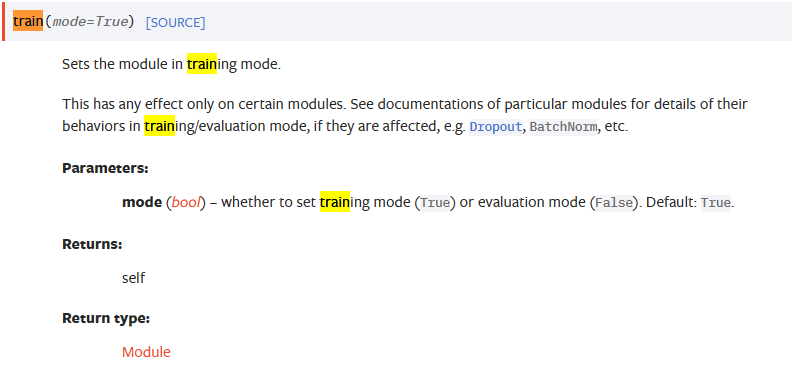 train(mode=True) [SOURCE]
Sets the module in training mode.
This has any effect only on certain modules. See documentations of particular modules for details of their
behaviors in training/evaluation mode, if they are affected, e.g. Dropout, BatchNorm, etc.
Parameters:
mode (bool) – whether to set training mode (True) or evaluation mode (False). Default: True.
Returns:
self
Return type:
Module